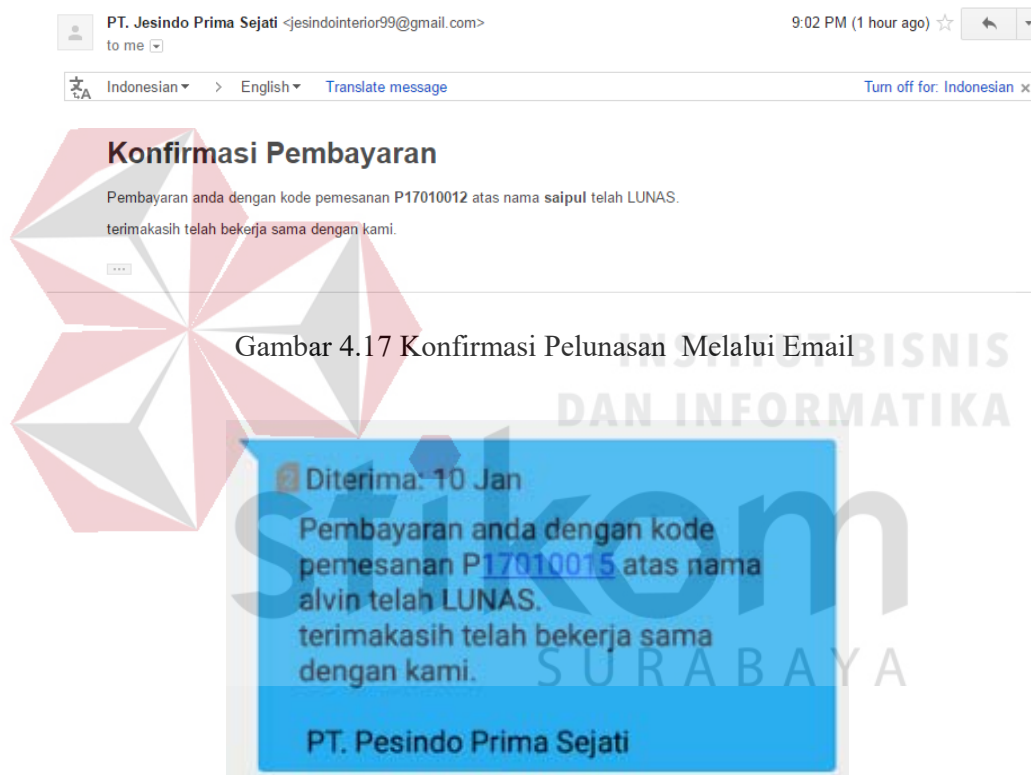 PT. Jesindo Prima Sejati <jesindointerior99@gmail.com> 9:02 PM (1 hour ago)
to me
Indonesian > English Translate message Turn off for: Indonesian x
Konfirmasi Pembayaran
Pembayaran anda dengan kode pemesanan P17010012 atas nama saipul telah LUNAS.
terimakasih telah bekerja sama dengan kami.
...
Gambar 4.17 Konfirmasi Pelunasan Melalui Email
INSTITUT BISNIS
DAN INFORMATIKA
stikom
SURABAYA
2 Diterima: 10 Jan
Pembayaran anda dengan kode
pemesanan P17010015 atas nama
alvin telah LUNAS.
terimakasih telah bekerja sama
dengan kami.
PT. Pesindo Prima Sejati